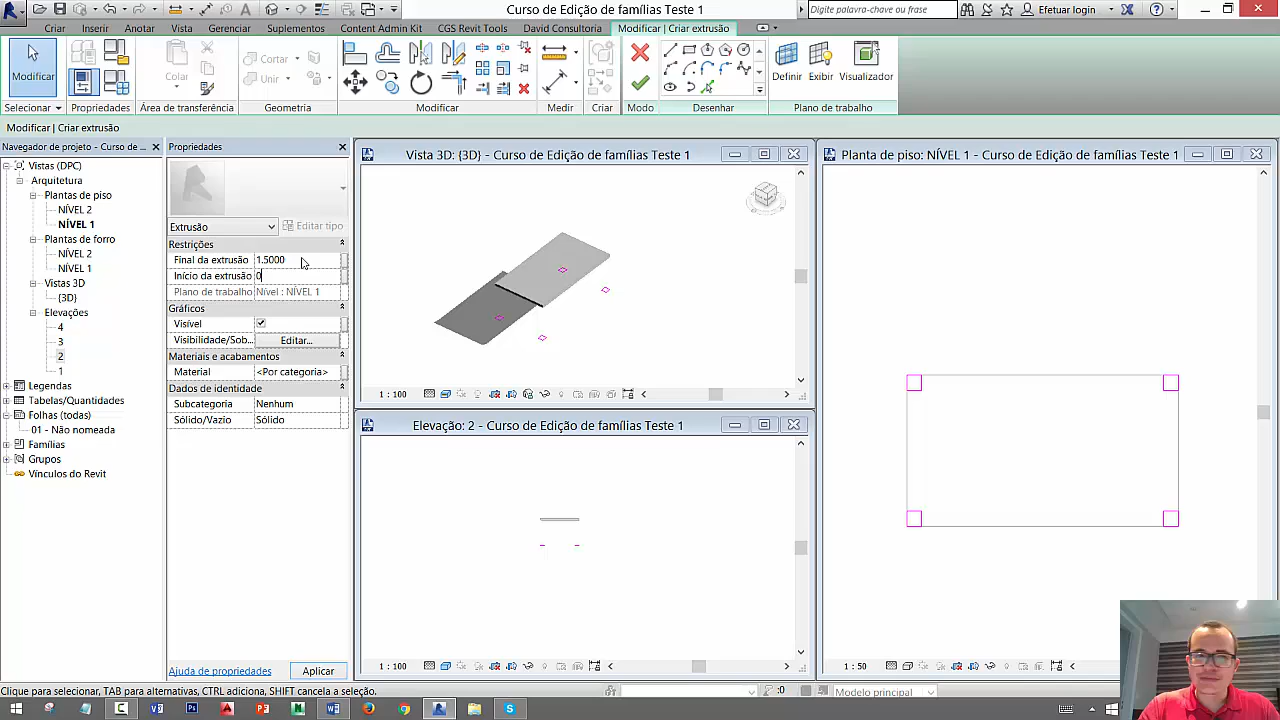 Curso de Edição de famílias Teste 1
Digite palavra-chave ou frase
Efetuar login
Criar Inserir Anotar Vista Gerenciar Suplementos Content Admin Kit CGS Revit Tools David Consultoria Modificar | Criar extrusão
Modificar
Colar
Cortar
Unir
Definir Exibir Visualizador
Selecionar Propriedades Área de transferência Geometria Modificar Medir Criar Modo Desenhar Plano de trabalho
Modificar | Criar extrusão
Navegador de projeto - Curso de ...
Vistas (DPC)
Arquitetura
Plantas de piso
NÍVEL 2
NÍVEL 1
Plantas de forro
NÍVEL 2
NÍVEL 1
Vistas 3D
{3D}
Elevações
4
3
2
1
Legendas
Tabelas/Quantidades
Folhas (todas)
01 - Não nomeada
Famílias
Grupos
Vínculos do Revit
Propriedades
Extrusão
Editar tipo
Restrições
Final da extrusão 1.5000
Início da extrusão 0
Plano de trabalho Nível : NÍVEL 1
Gráficos
Visível
Visibilidade/Sob... Editar...
Materiais e acabamentos
Material <Por categoria>
Dados de identidade
Subcategoria Nenhum
Sólido/Vazio Sólido
Ajuda de propriedades Aplicar
Vista 3D: {3D} - Curso de Edição de famílias Teste 1
1 : 100
Elevação: 2 - Curso de Edição de famílias Teste 1
1 : 100
Planta de piso: NÍVEL 1 - Curso de Edição de famílias Teste 1
1 : 50
Clique para selecionar, TAB para alternativas, CTRL adiciona, SHIFT cancela a seleção.
:0
Modelo principal